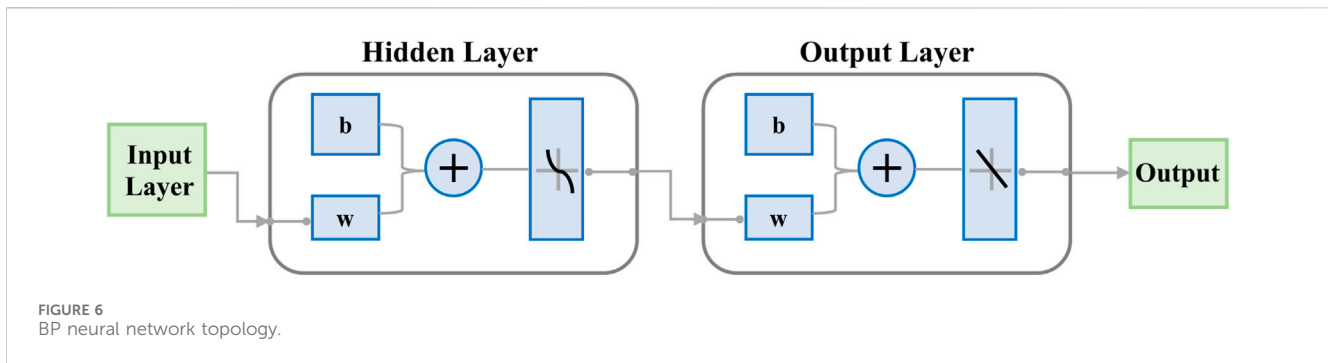 Hidden Layer
Output Layer
Input
Layer
b
+
w
b
+
w
Output
FIGURE 6
BP neural network topology.